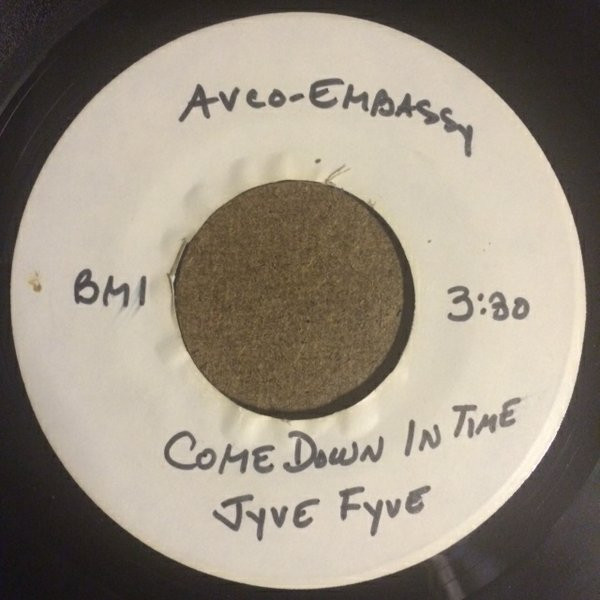 AVCO-EMBASSY
BMI
3:30
COME DOWN IN TIME
JYVE FYVE